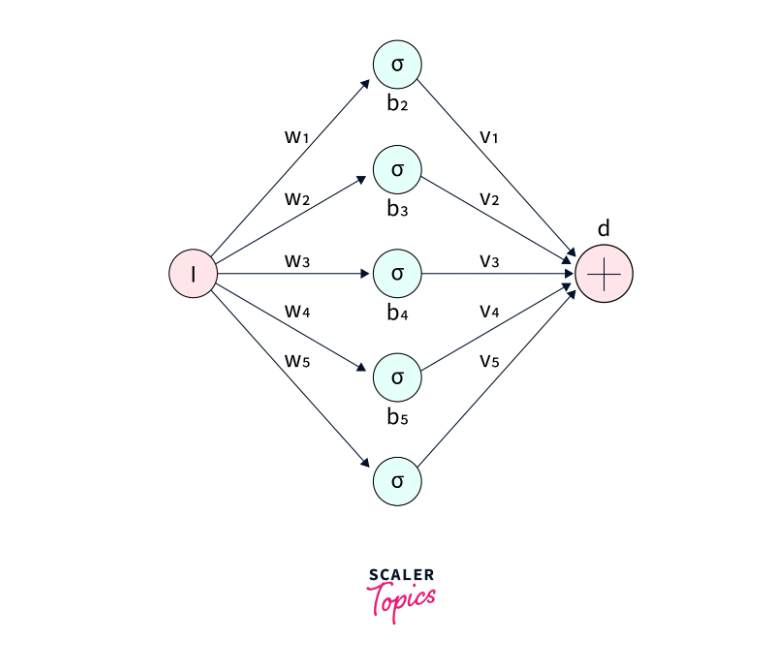 σ
b2
W1
V1
σ
W2
V2
b3
d
W3
V3
I
σ
W4
V4
b4
W5
V5
σ
b5
σ
SCALER
Topics